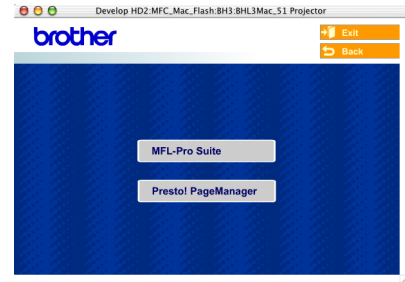 Develop HD2:MFC_Mac_Flash:BH3:BHL3Mac_51 Projector
brother
Exit
Back
MFL-Pro Suite
Presto! PageManager